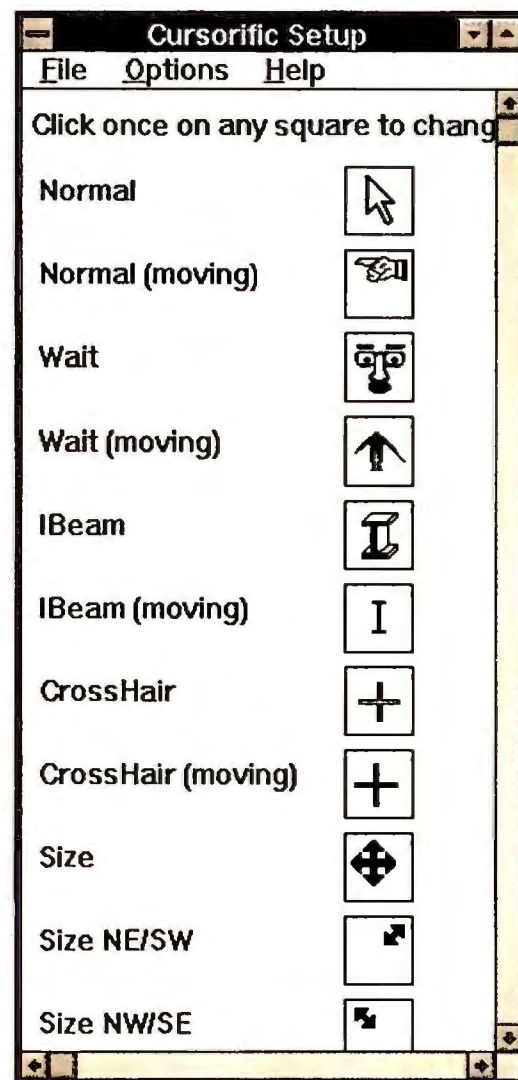 Cursorific Setup
File Options Help
Click once on any square to chang
Normal
Normal (moving)
Wait
Wait (moving)
IBeam
IBeam (moving)
CrossHair
CrossHair (moving)
Size
Size NE/SW
Size NW/SE